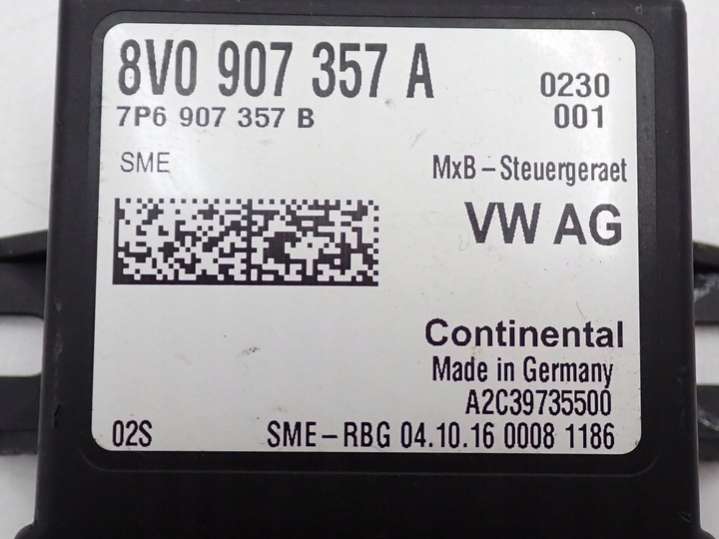 8V0 907 357 A
0230
7P6 907 357 B
001
SME
MxB-Steuergeraet
VW AG
Continental
Made in Germany
A2C39735500
02S
SME-RBG 04.10.16 0008 1186